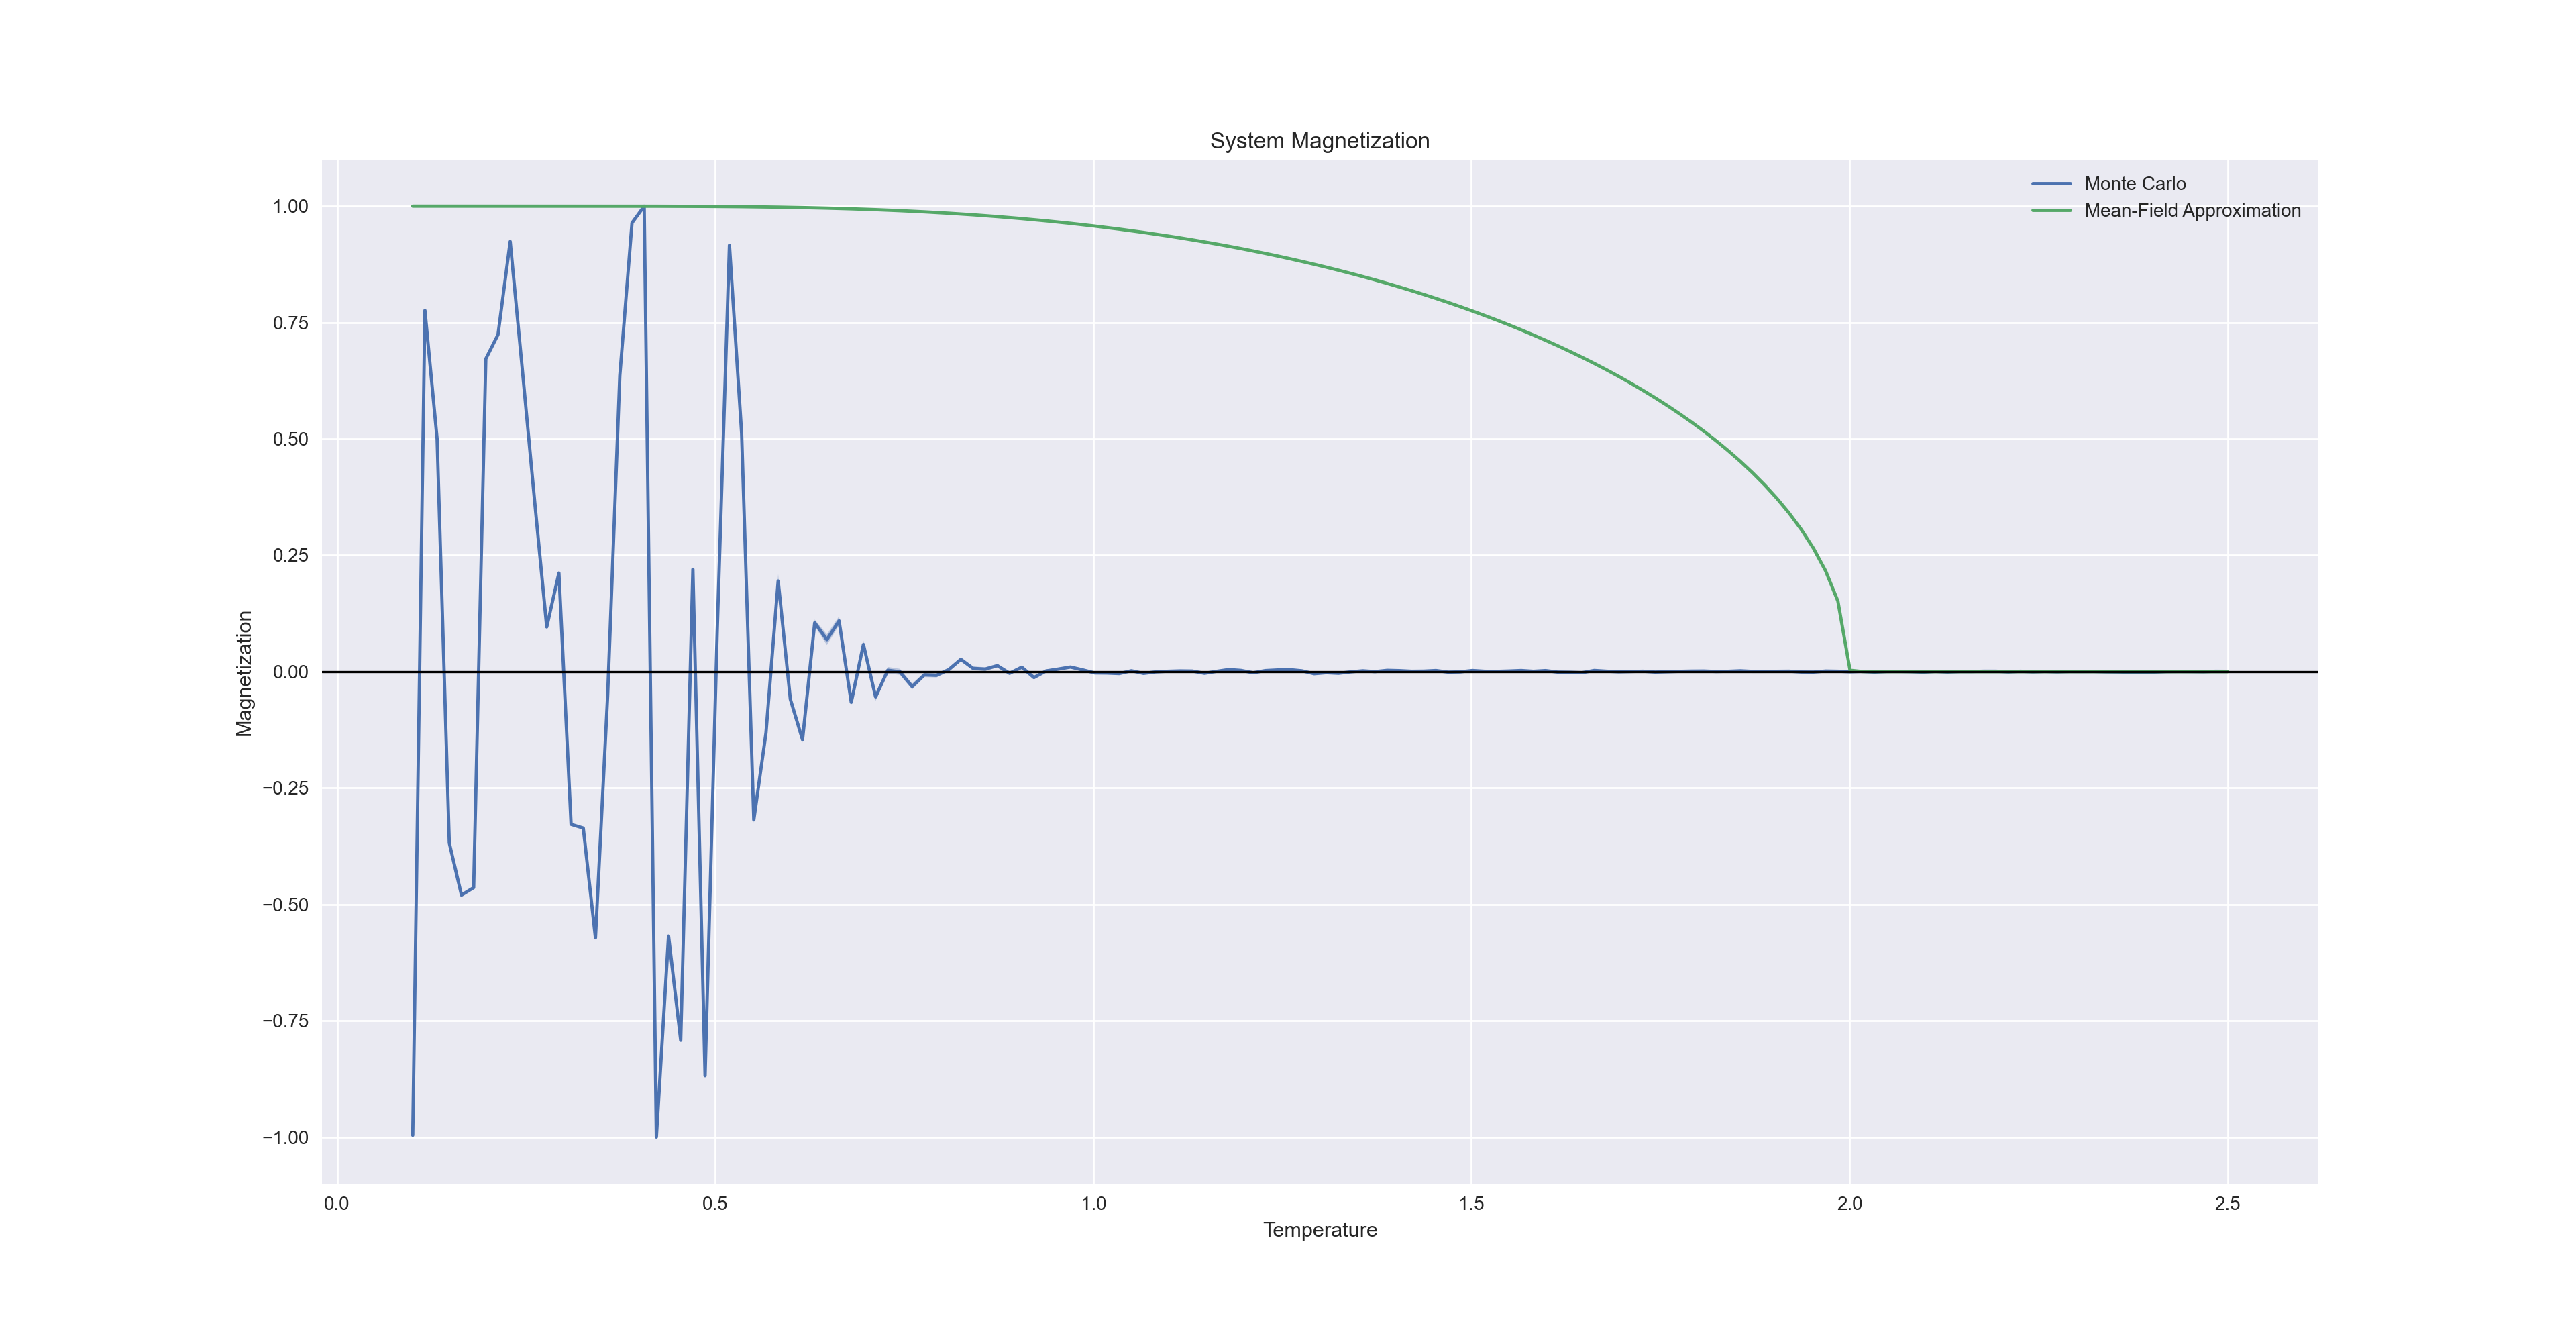 System Magnetization
Monte Carlo
Mean-Field Approximation
Magnetization
1.00
0.75
0.50
0.25
0.00
−0.25
−0.50
−0.75
−1.00
0.0 0.5 1.0 1.5 2.0 2.5
Temperature